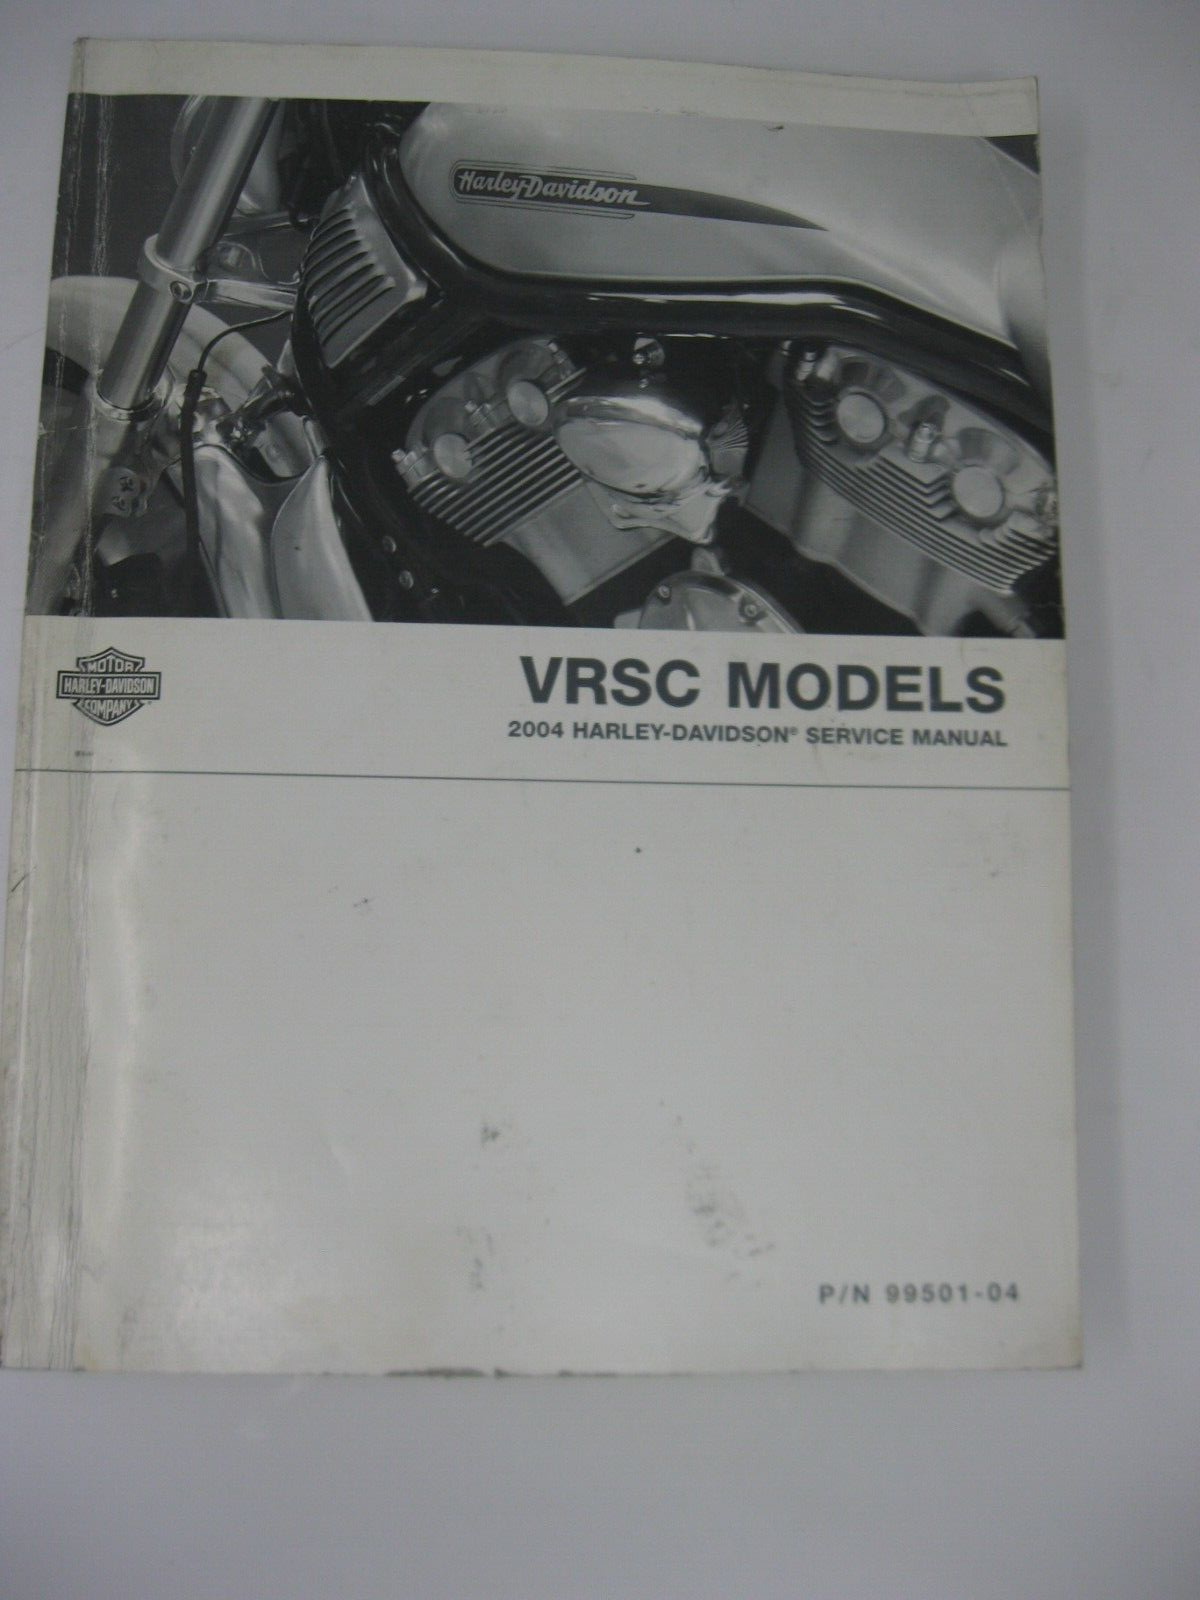 Harley-Davidson
MOTOR
HARLEY-DAVIDSON
COMPANY
VRSC MODELS
2004 HARLEY-DAVIDSON® SERVICE MANUAL
P/N 99501-04